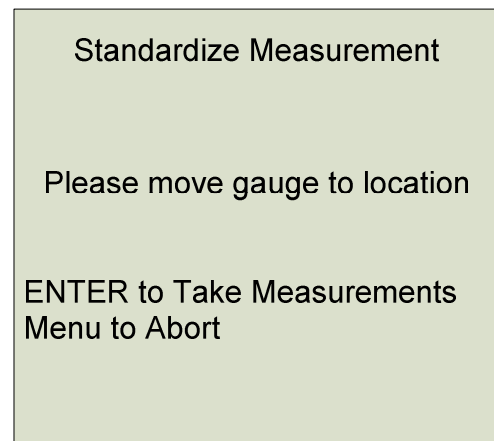 Standardize Measurement
Please move gauge to location
ENTER to Take Measurements
Menu to Abort